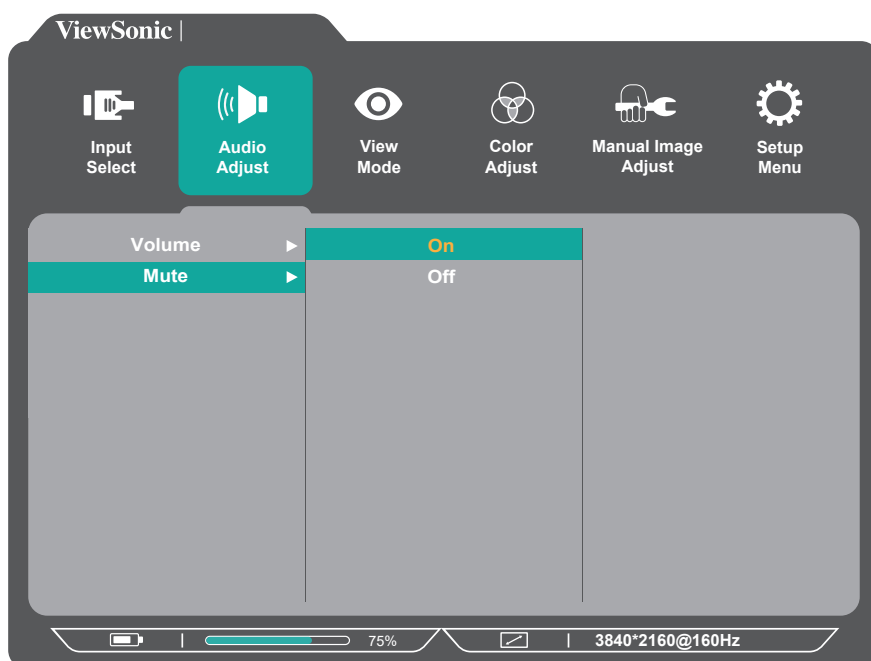 ViewSonic |
Input Select
Audio Adjust
View Mode
Color Adjust
Manual Image Adjust
Setup Menu
Volume
On
Mute
Off
75%
3840*2160@160Hz